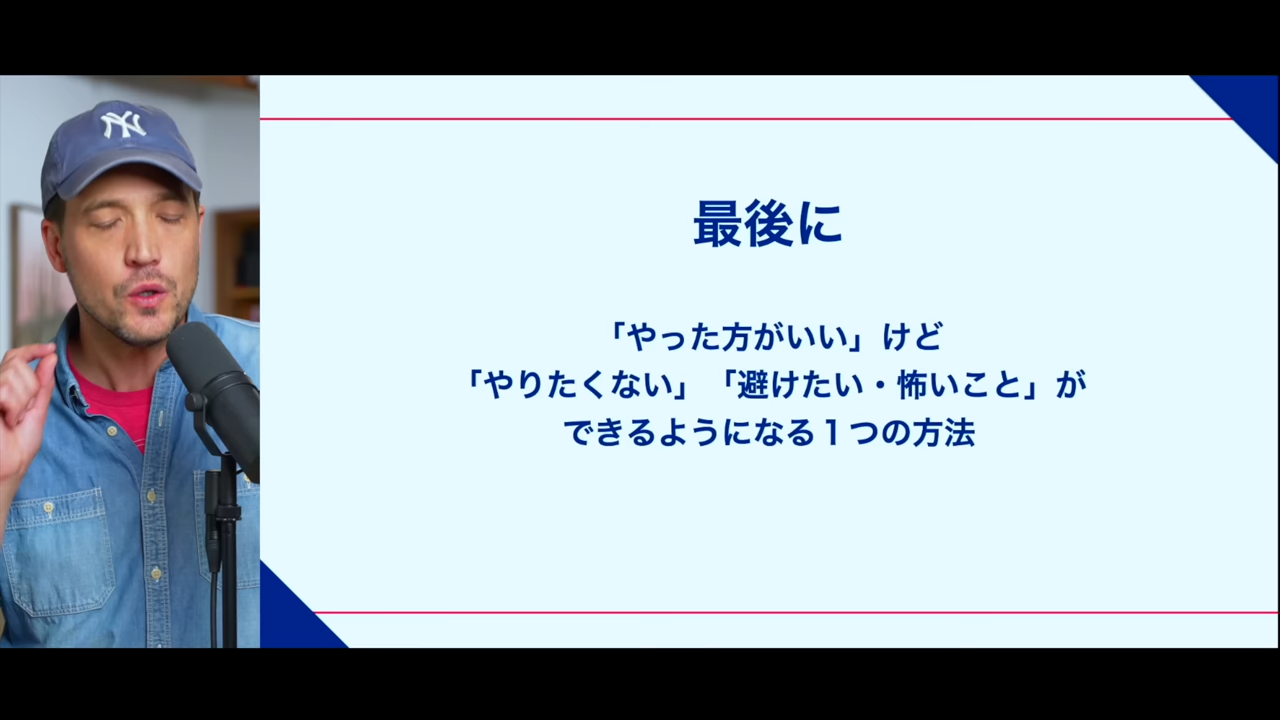 NY
最後に
「やった方がいい」けど
「やりたくない」「避けたい・怖いこと」が
できるようになる１つの方法